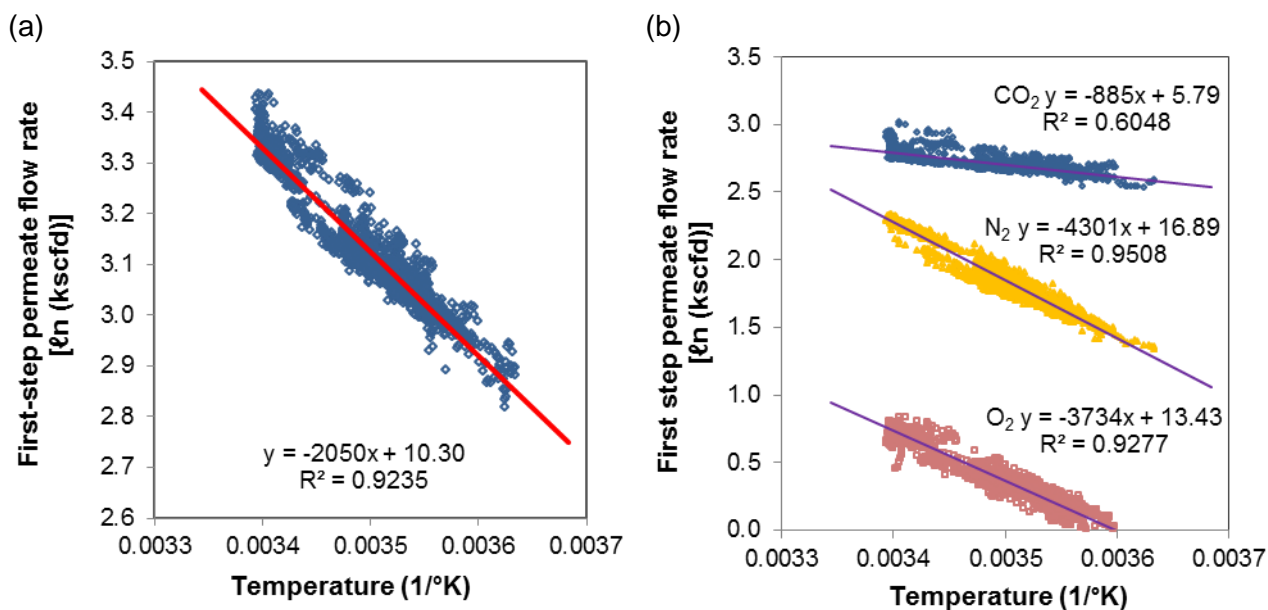 (a)
First-step permeate flow rate
[ℓn (kscfd)]
3.5
3.4
3.3
3.2
3.1
3.0
2.9
2.8
2.7
2.6
y = -2050x + 10.30
R² = 0.9235
0.0033 0.0034 0.0035 0.0036 0.0037
Temperature (1/°K)
(b)
First step permeate flow rate
[ℓn (kscfd)]
3.5
3.0
2.5
2.0
1.5
1.0
0.5
0.0
CO₂ y = -885x + 5.79
R² = 0.6048
N₂ y = -4301x + 16.89
R² = 0.9508
O₂ y = -3734x + 13.43
R² = 0.9277
0.0033 0.0034 0.0035 0.0036 0.0037
Temperature (1/°K)